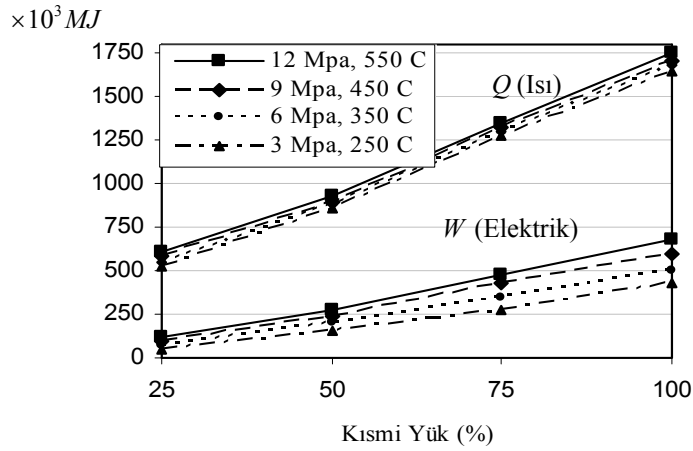 ×10³ MJ
1750
1500
1250
1000
750
500
250
0
12 Mpa, 550 C
9 Mpa, 450 C
6 Mpa, 350 C
3 Mpa, 250 C
Q (Isı)
W (Elektrik)
25 50 75 100
Kısmi Yük (%)